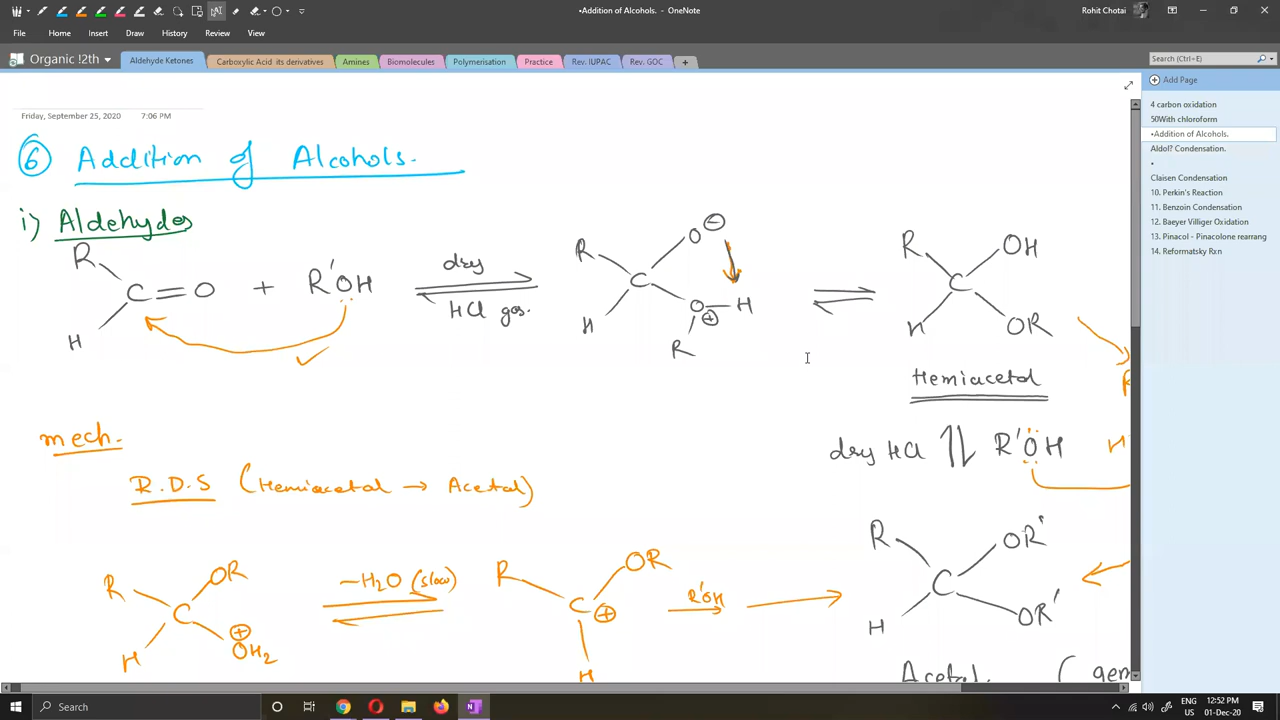 •Addition of Alcohols. - OneNote
Rohit Chotai
File Home Insert Draw History Review View
Organic !2th
Aldehyde Ketones Carboxylic Acid its derivatives Amines Biomolecules Polymerisation Practice Rev. IUPAC Rev. GOC +
Search (Ctrl+E)
Add Page
4 carbon oxidation
50With chloroform
•Addition of Alcohols.
Aldol? Condensation.
•
Claisen Condensation
10. Perkin's Reaction
11. Benzoin Condensation
12. Baeyer Villiger Oxidation
13. Pinacol - Pinacolone rearrang
14. Reformatsky Rxn
Friday, September 25, 2020 7:06 PM
6 Addition of Alcohols.
i) Aldehydes
R
C = O + R'OH
H
dry
HCl gas.
R O ⊖
C
H O — H
⊕
R
R OH
C
H OR
Hemiacetal
dry HCl R'OH H
mech.
R.D.S (Hemiacetal → Acetal)
R OR
C
H ⊕
OH2
-H2O (slow)
R OR
C ⊕
H
R'OH
R OR'
C
H OR'
Acetal. (gem
Search
ENG
US
12:52 PM
01-Dec-20